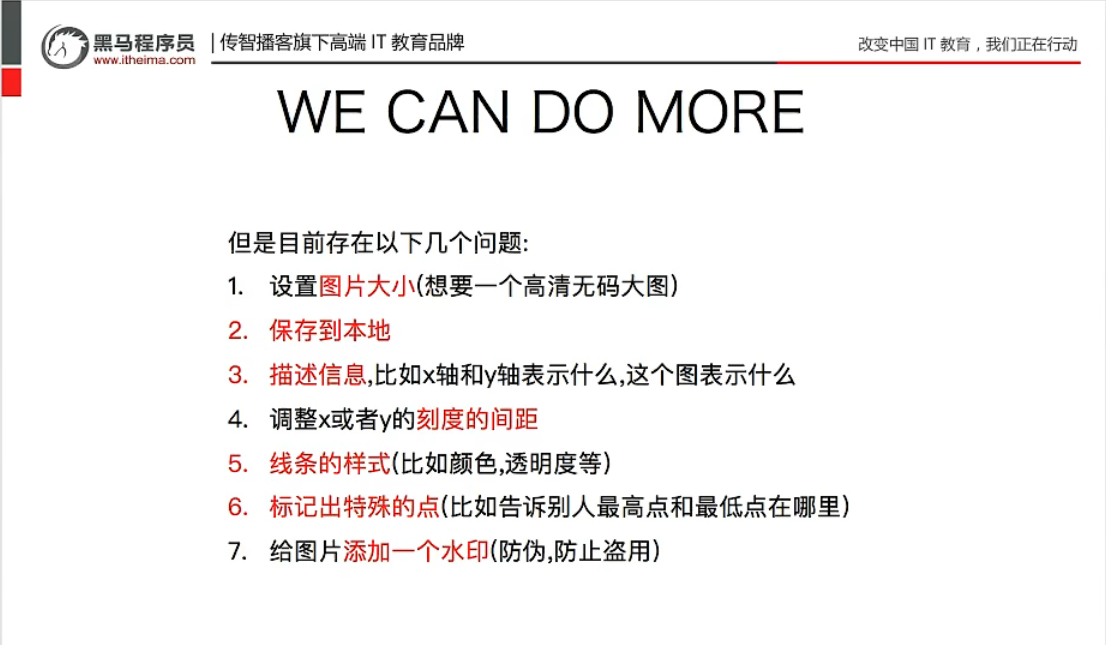 黑马程序员 | 传智播客旗下高端 IT 教育品牌
www.itheima.com
改变中国 IT 教育，我们正在行动
WE CAN DO MORE
但是目前存在以下几个问题:
1. 设置图片大小(想要一个高清无码大图)
2. 保存到本地
3. 描述信息,比如x轴和y轴表示什么,这个图表示什么
4. 调整x或者y的刻度的间距
5. 线条的样式(比如颜色,透明度等)
6. 标记出特殊的点(比如告诉别人最高点和最低点在哪里)
7. 给图片添加一个水印(防伪,防止盗用)